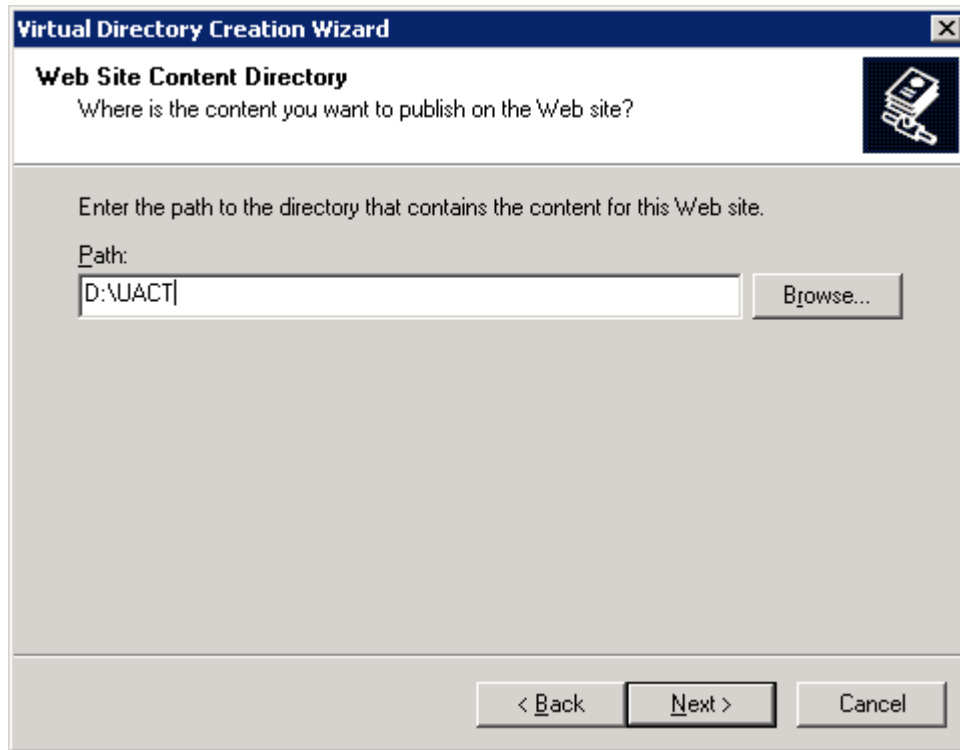 Virtual Directory Creation Wizard
Web Site Content Directory
Where is the content you want to publish on the Web site?
Enter the path to the directory that contains the content for this Web site.
Path:
D:\UACT
Browse...
< Back
Next >
Cancel